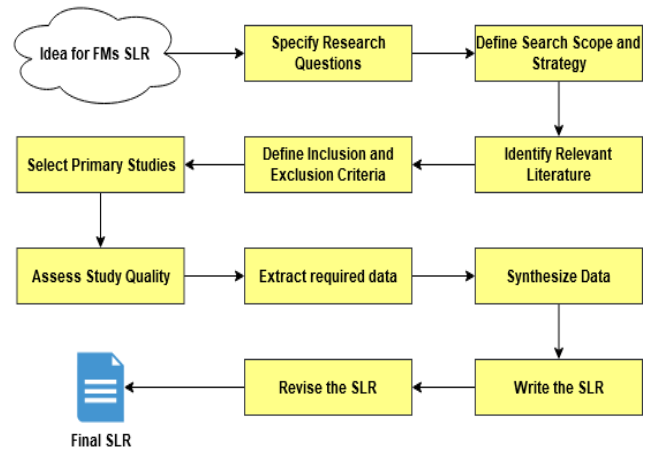 Idea for FMs SLR
Specify Research
Questions
Define Search Scope and
Strategy
Identify Relevant
Literature
Define Inclusion and
Exclusion Criteria
Select Primary Studies
Assess Study Quality
Extract required data
Synthesize Data
Write the SLR
Revise the SLR
Final SLR